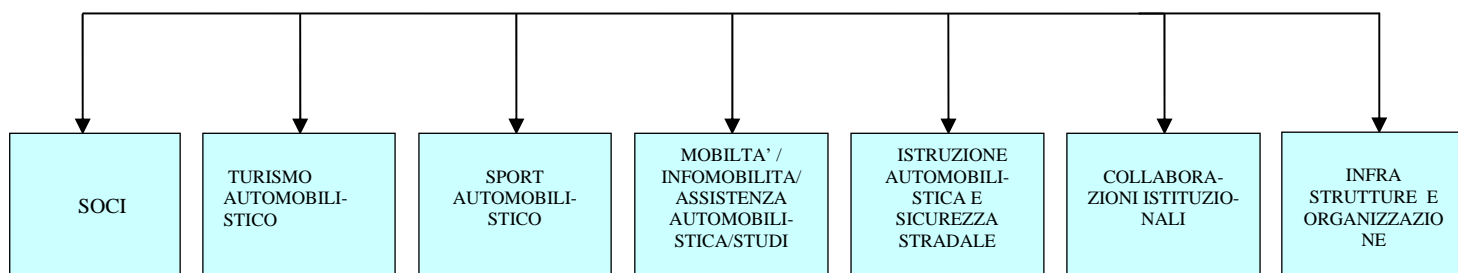 SOCI
TURISMO
AUTOMOBILI-
STICO
SPORT
AUTOMOBILI-
STICO
MOBILTA’ /
INFOMOBILITA/
ASSISTENZA
AUTOMOBILI-
STICA/STUDI
ISTRUZIONE
AUTOMOBILI-
STICA E
SICUREZZA
STRADALE
COLLABORA-
ZIONI ISTITUZIO-
NALI
INFRA
STRUTTURE E
ORGANIZZAZIO
NE